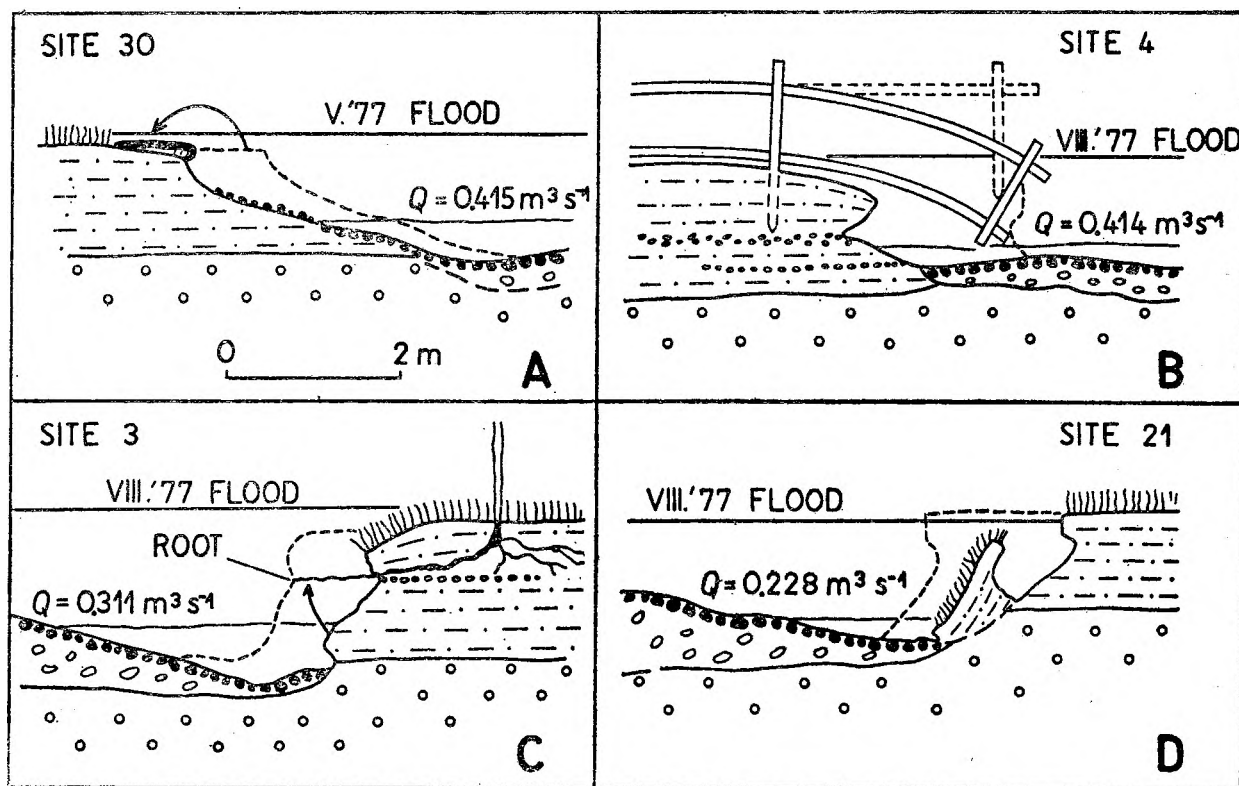 SITE 30
V.'77 FLOOD
Q = 0.415 m³ s⁻¹
0 2 m
A
SITE 4
VIII.'77 FLOOD
Q = 0.414 m³s⁻¹
B
SITE 3
VIII.'77 FLOOD
ROOT
Q = 0.311 m³ s⁻¹
C
SITE 21
VIII.'77 FLOOD
Q = 0.228 m³ s⁻¹
D